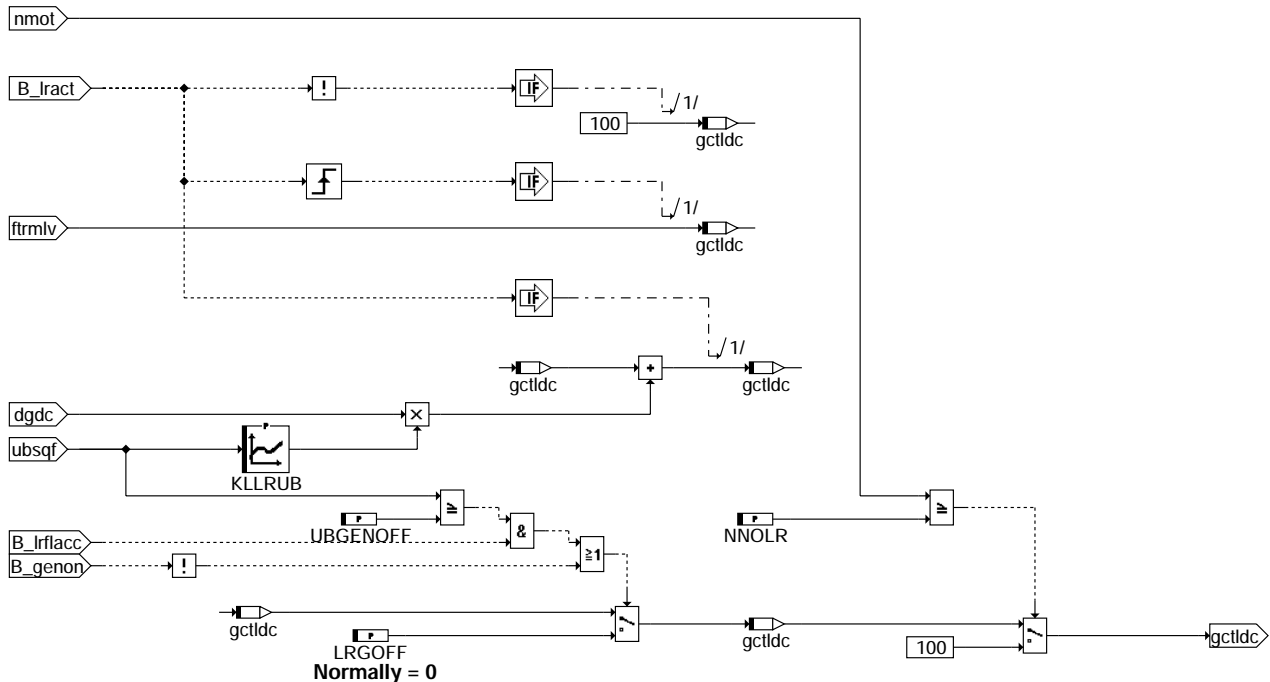 nmot
B_lract
!
IF
/1/
100
gctldc
IF
/1/
ftrmlv
gctldc
IF
/1/
gctldc
+
gctldc
dgdc
×
ubsqf
P
KLLRUB
≥
P
UBGENOFF
&
≥
P
NNOLR
B_lrflacc
≥1
B_genon
!
gctldc
P
LRGOFF
Normally = 0
gctldc
100
gctldc